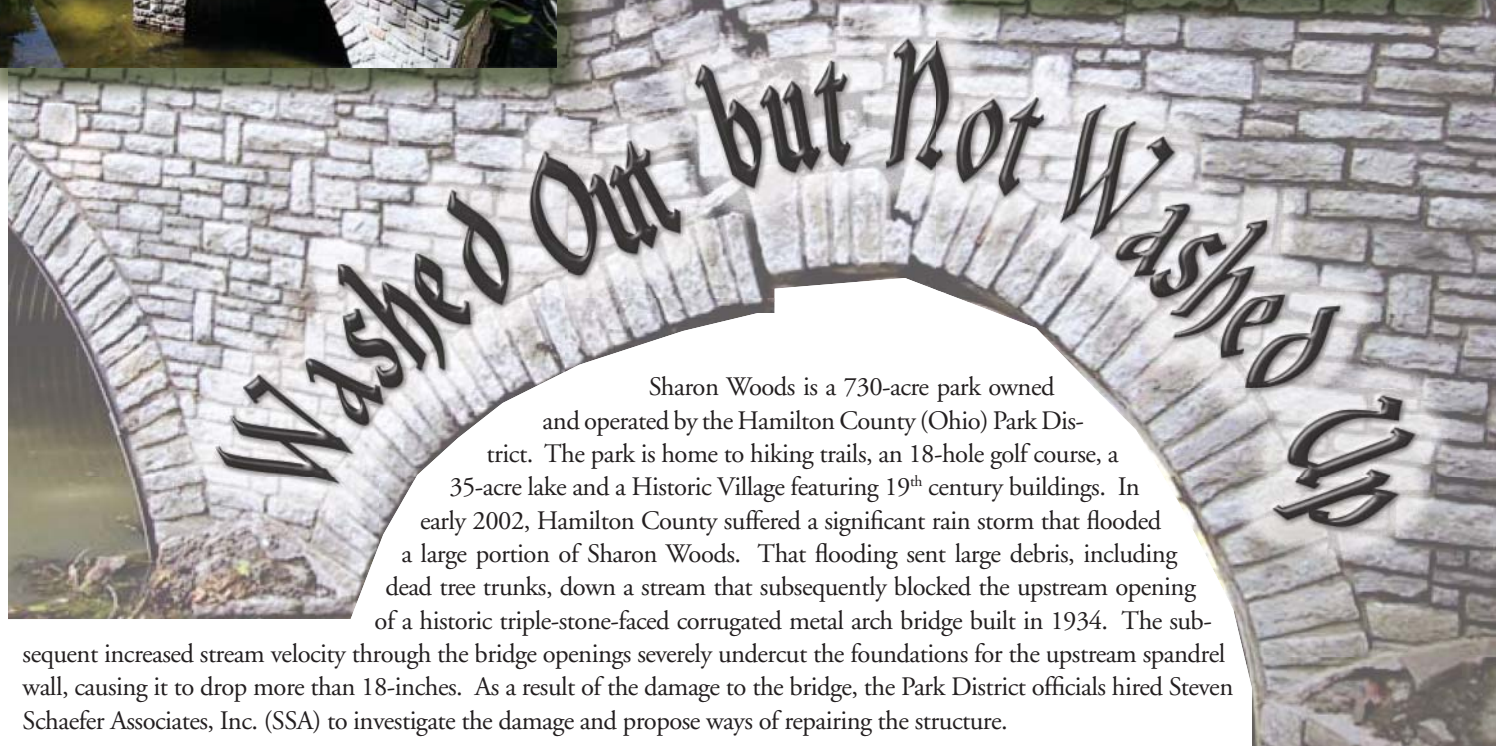 Washed Out but Not Washed Up
Sharon Woods is a 730-acre park owned
and operated by the Hamilton County (Ohio) Park Dis-
trict. The park is home to hiking trails, an 18-hole golf course, a
35-acre lake and a Historic Village featuring 19th century buildings. In
early 2002, Hamilton County suffered a significant rain storm that flooded
a large portion of Sharon Woods. That flooding sent large debris, including
dead tree trunks, down a stream that subsequently blocked the upstream opening
of a historic triple-stone-faced corrugated metal arch bridge built in 1934. The sub-
sequent increased stream velocity through the bridge openings severely undercut the foundations for the upstream spandrel
wall, causing it to drop more than 18-inches. As a result of the damage to the bridge, the Park District officials hired Steven
Schaefer Associates, Inc. (SSA) to investigate the damage and propose ways of repairing the structure.